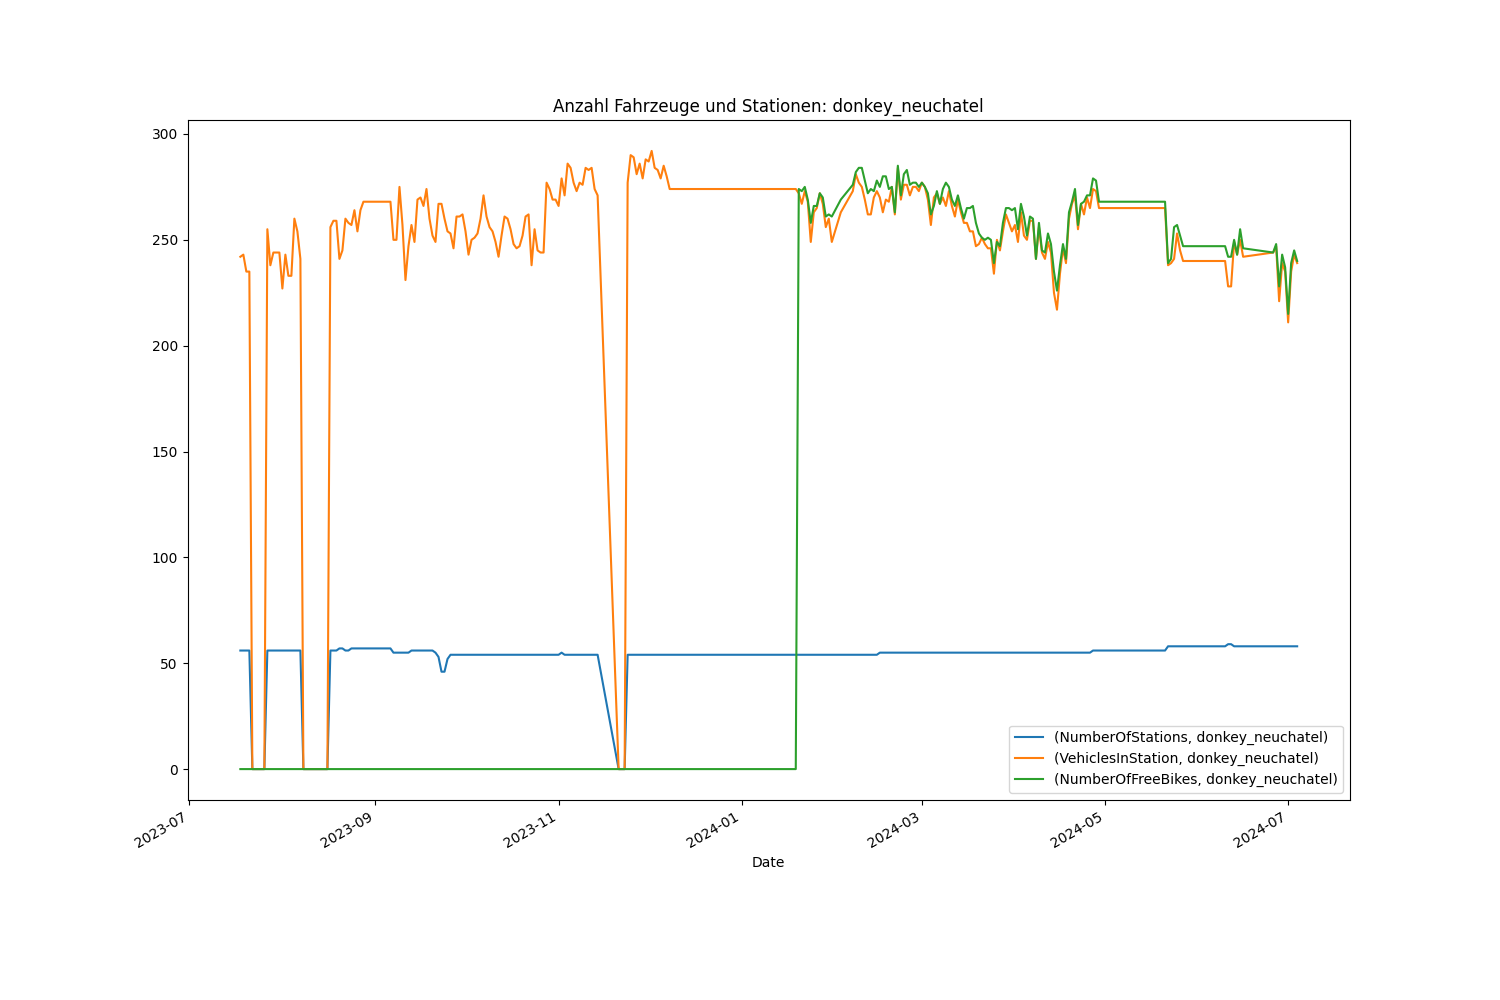 Anzahl Fahrzeuge und Stationen: donkey_neuchatel
300
250
200
150
100
50
0
2023-07
2023-09
2023-11
2024-01
2024-03
2024-05
2024-07
Date
(NumberOfStations, donkey_neuchatel)
(VehiclesInStation, donkey_neuchatel)
(NumberOfFreeBikes, donkey_neuchatel)